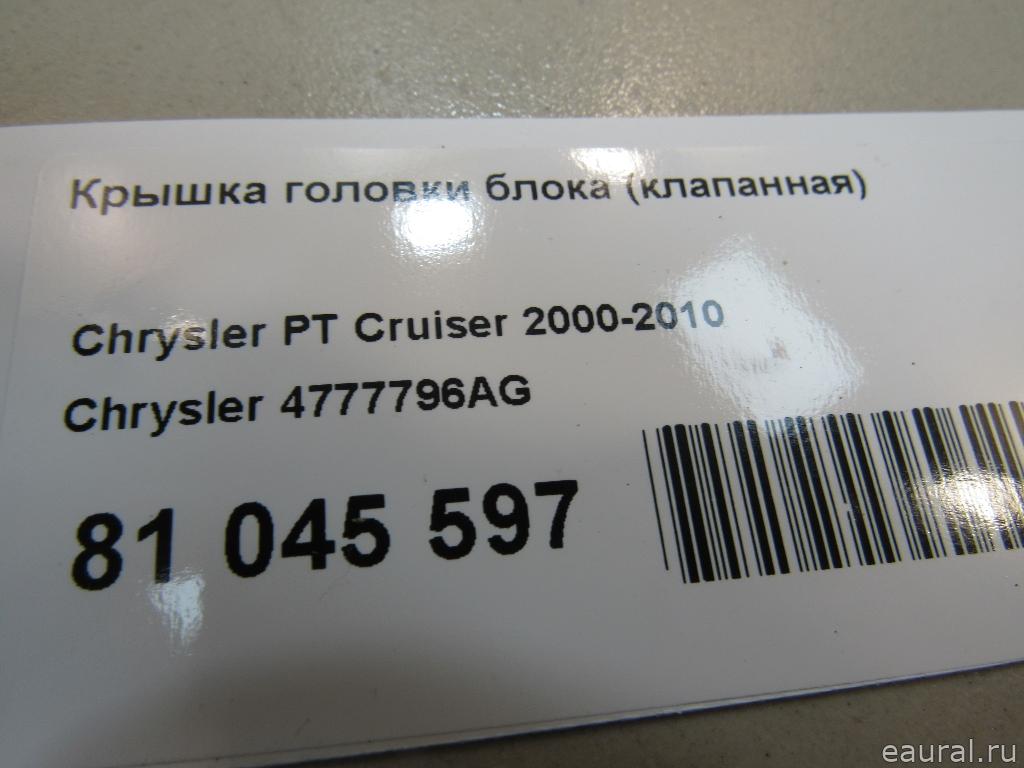 Крышка головки блока (клапанная)
Chrysler PT Cruiser 2000-2010
Chrysler 4777796AG
81 045 597
eaural.ru